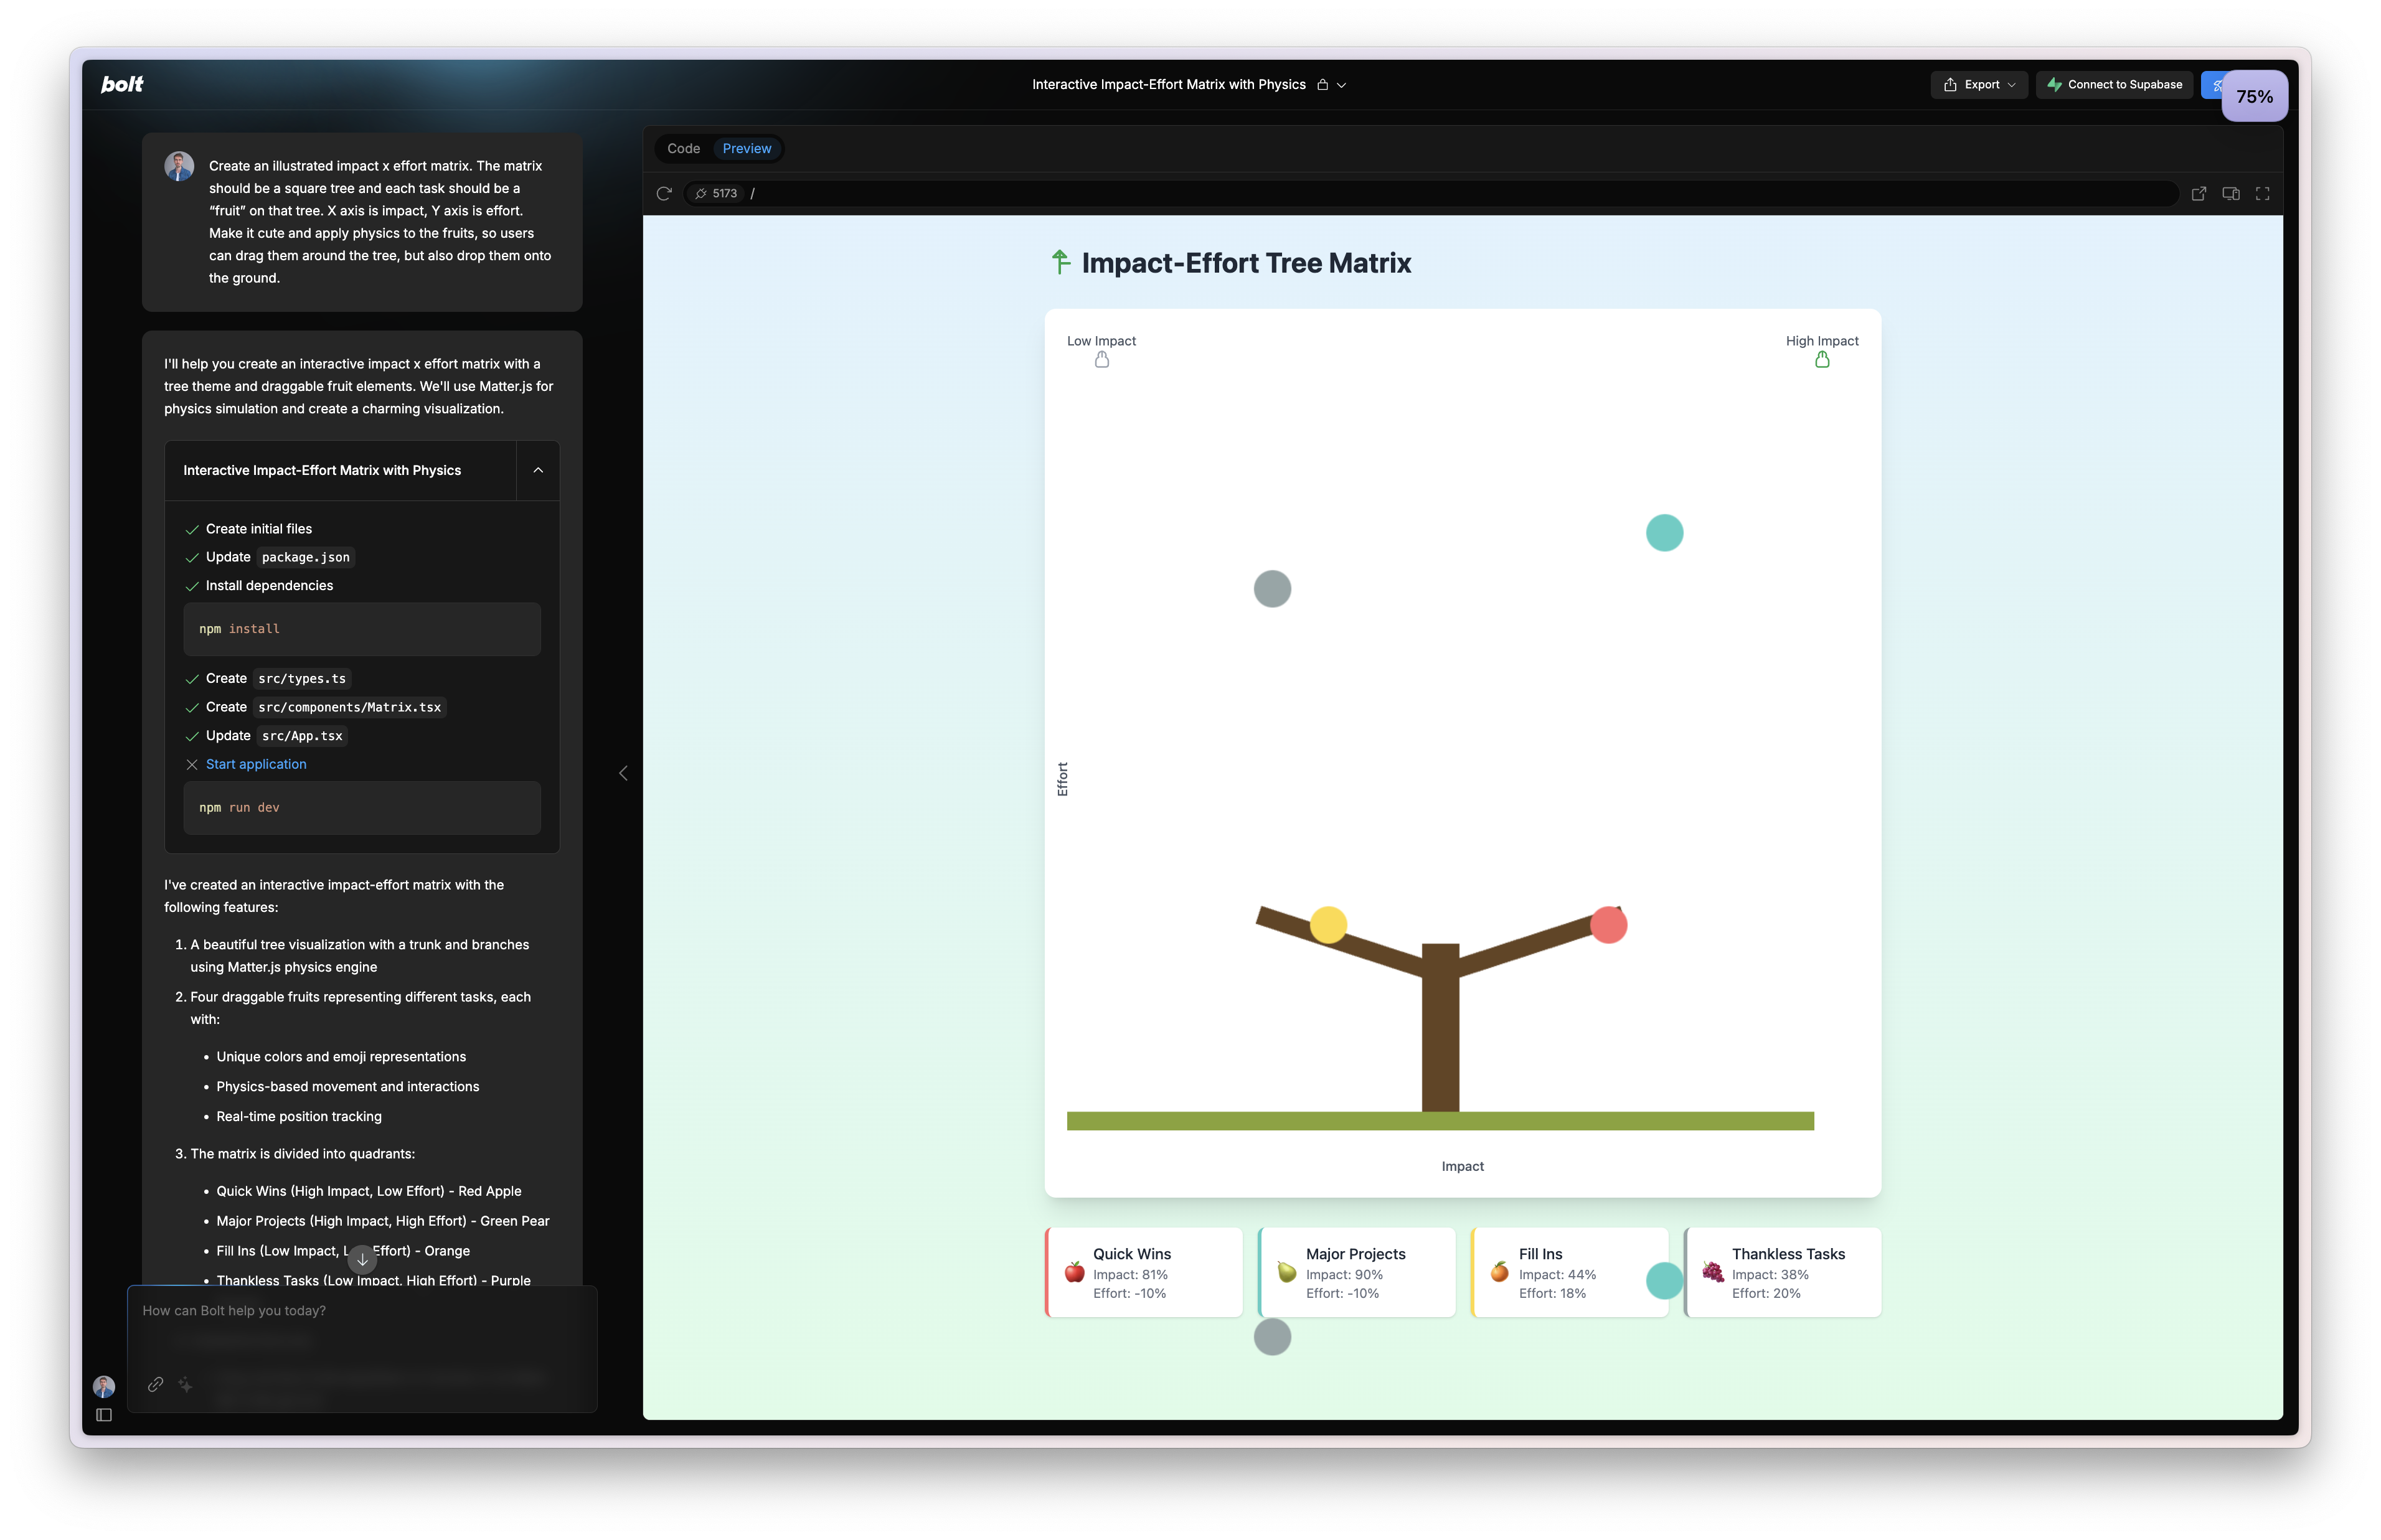 bolt
Interactive Impact-Effort Matrix with Physics
Export
Connect to Supabase
75%
Create an illustrated impact x effort matrix. The matrix
should be a square tree and each task should be a
“fruit” on that tree. X axis is impact, Y axis is effort.
Make it cute and apply physics to the fruits, so users
can drag them around the tree, but also drop them onto
the ground.
I'll help you create an interactive impact x effort matrix with a
tree theme and draggable fruit elements. We'll use Matter.js for
physics simulation and create a charming visualization.
Interactive Impact-Effort Matrix with Physics
Create initial files
Update package.json
Install dependencies
npm install
Create src/types.ts
Create src/components/Matrix.tsx
Update src/App.tsx
Start application
npm run dev
I've created an interactive impact-effort matrix with the
following features:
1. A beautiful tree visualization with a trunk and branches
using Matter.js physics engine
2. Four draggable fruits representing different tasks, each
with:
• Unique colors and emoji representations
• Physics-based movement and interactions
• Real-time position tracking
3. The matrix is divided into quadrants:
• Quick Wins (High Impact, Low Effort) - Red Apple
• Major Projects (High Impact, High Effort) - Green Pear
• Fill Ins (Low Impact, L Effort) - Orange
• Thankless Tasks (Low Impact, High Effort) - Purple
How can Bolt help you today?
Code
Preview
5173 /
Impact-Effort Tree Matrix
Low Impact
High Impact
Effort
Impact
Quick Wins
Impact: 81%
Effort: -10%
Major Projects
Impact: 90%
Effort: -10%
Fill Ins
Impact: 44%
Effort: 18%
Thankless Tasks
Impact: 38%
Effort: 20%